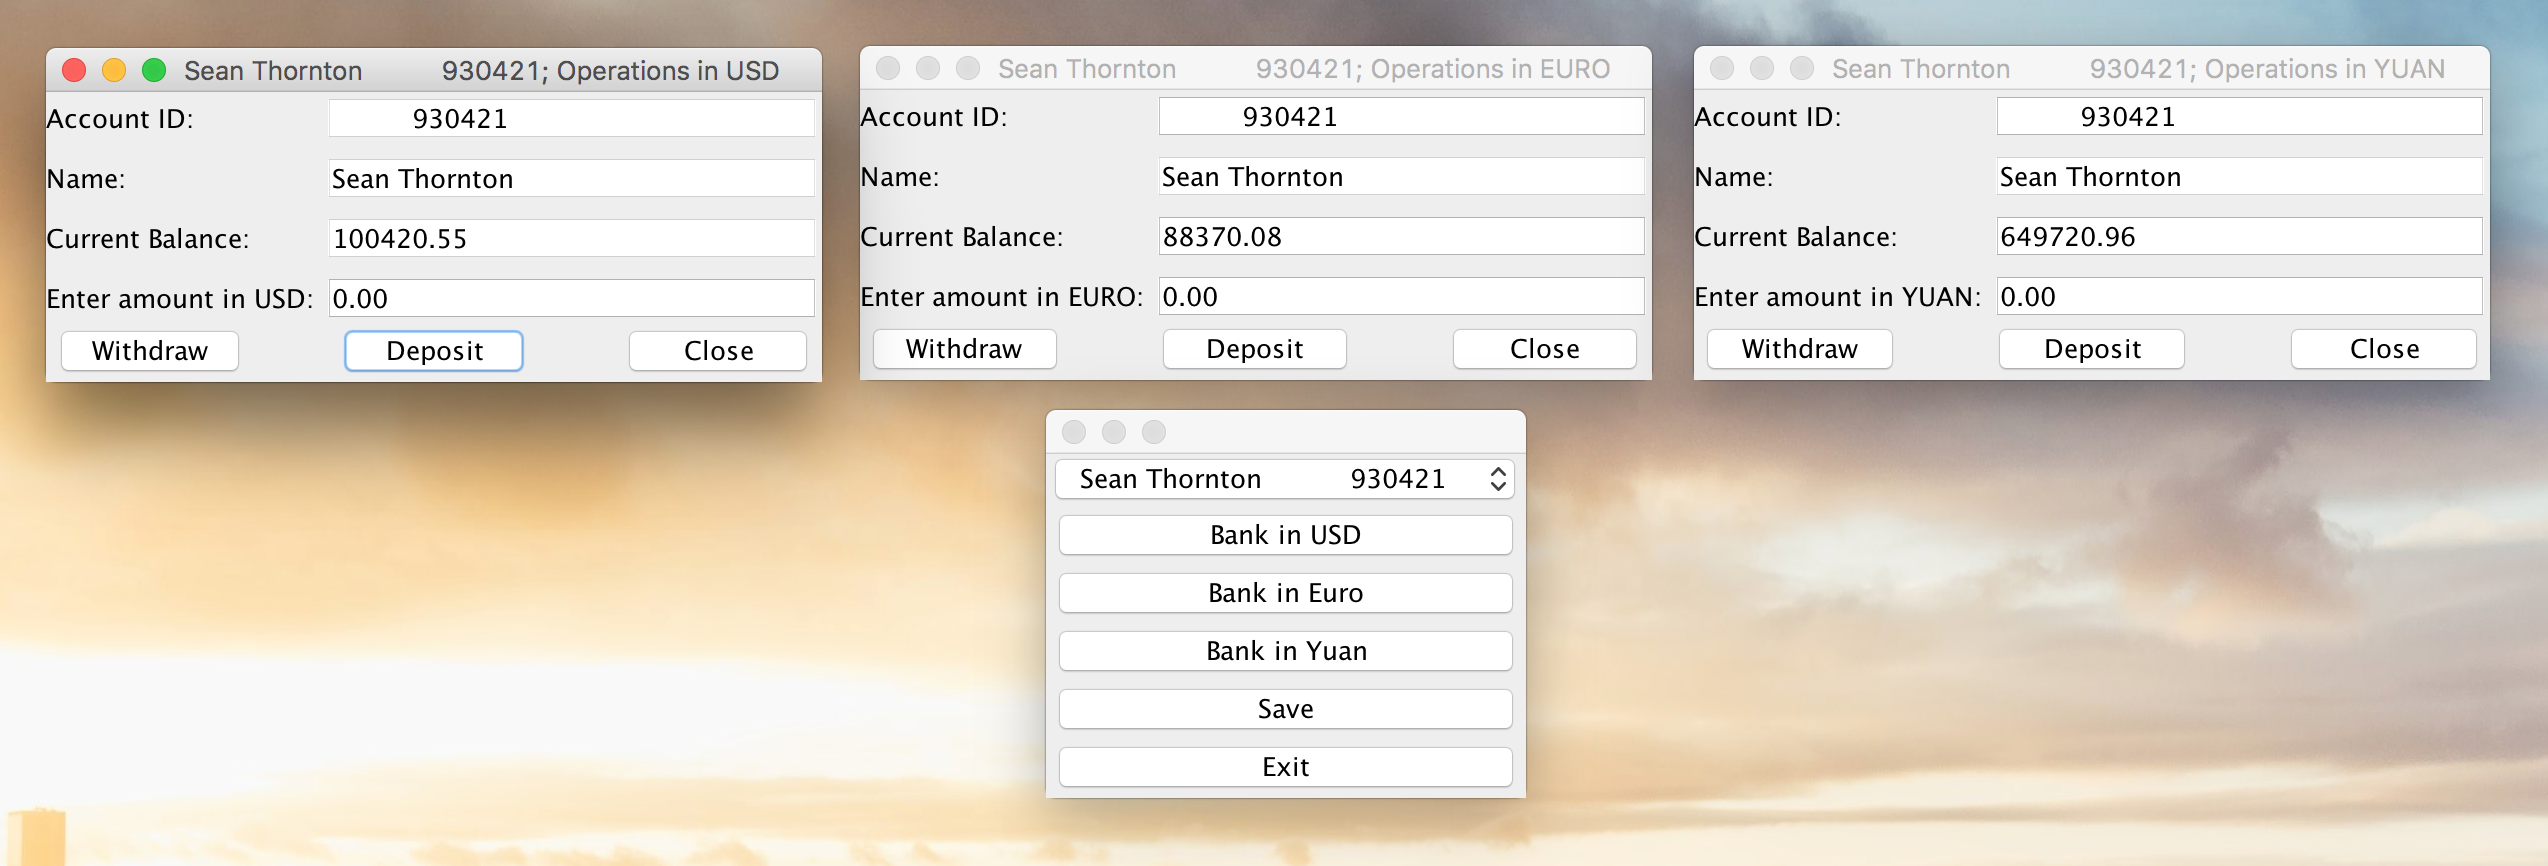 Sean Thornton 930421; Operations in USD
Account ID: 930421
Name: Sean Thornton
Current Balance: 100420.55
Enter amount in USD: 0.00
Withdraw Deposit Close
Sean Thornton 930421; Operations in EURO
Account ID: 930421
Name: Sean Thornton
Current Balance: 88370.08
Enter amount in EURO: 0.00
Withdraw Deposit Close
Sean Thornton 930421; Operations in YUAN
Account ID: 930421
Name: Sean Thornton
Current Balance: 649720.96
Enter amount in YUAN: 0.00
Withdraw Deposit Close
Sean Thornton 930421
Bank in USD
Bank in Euro
Bank in Yuan
Save
Exit